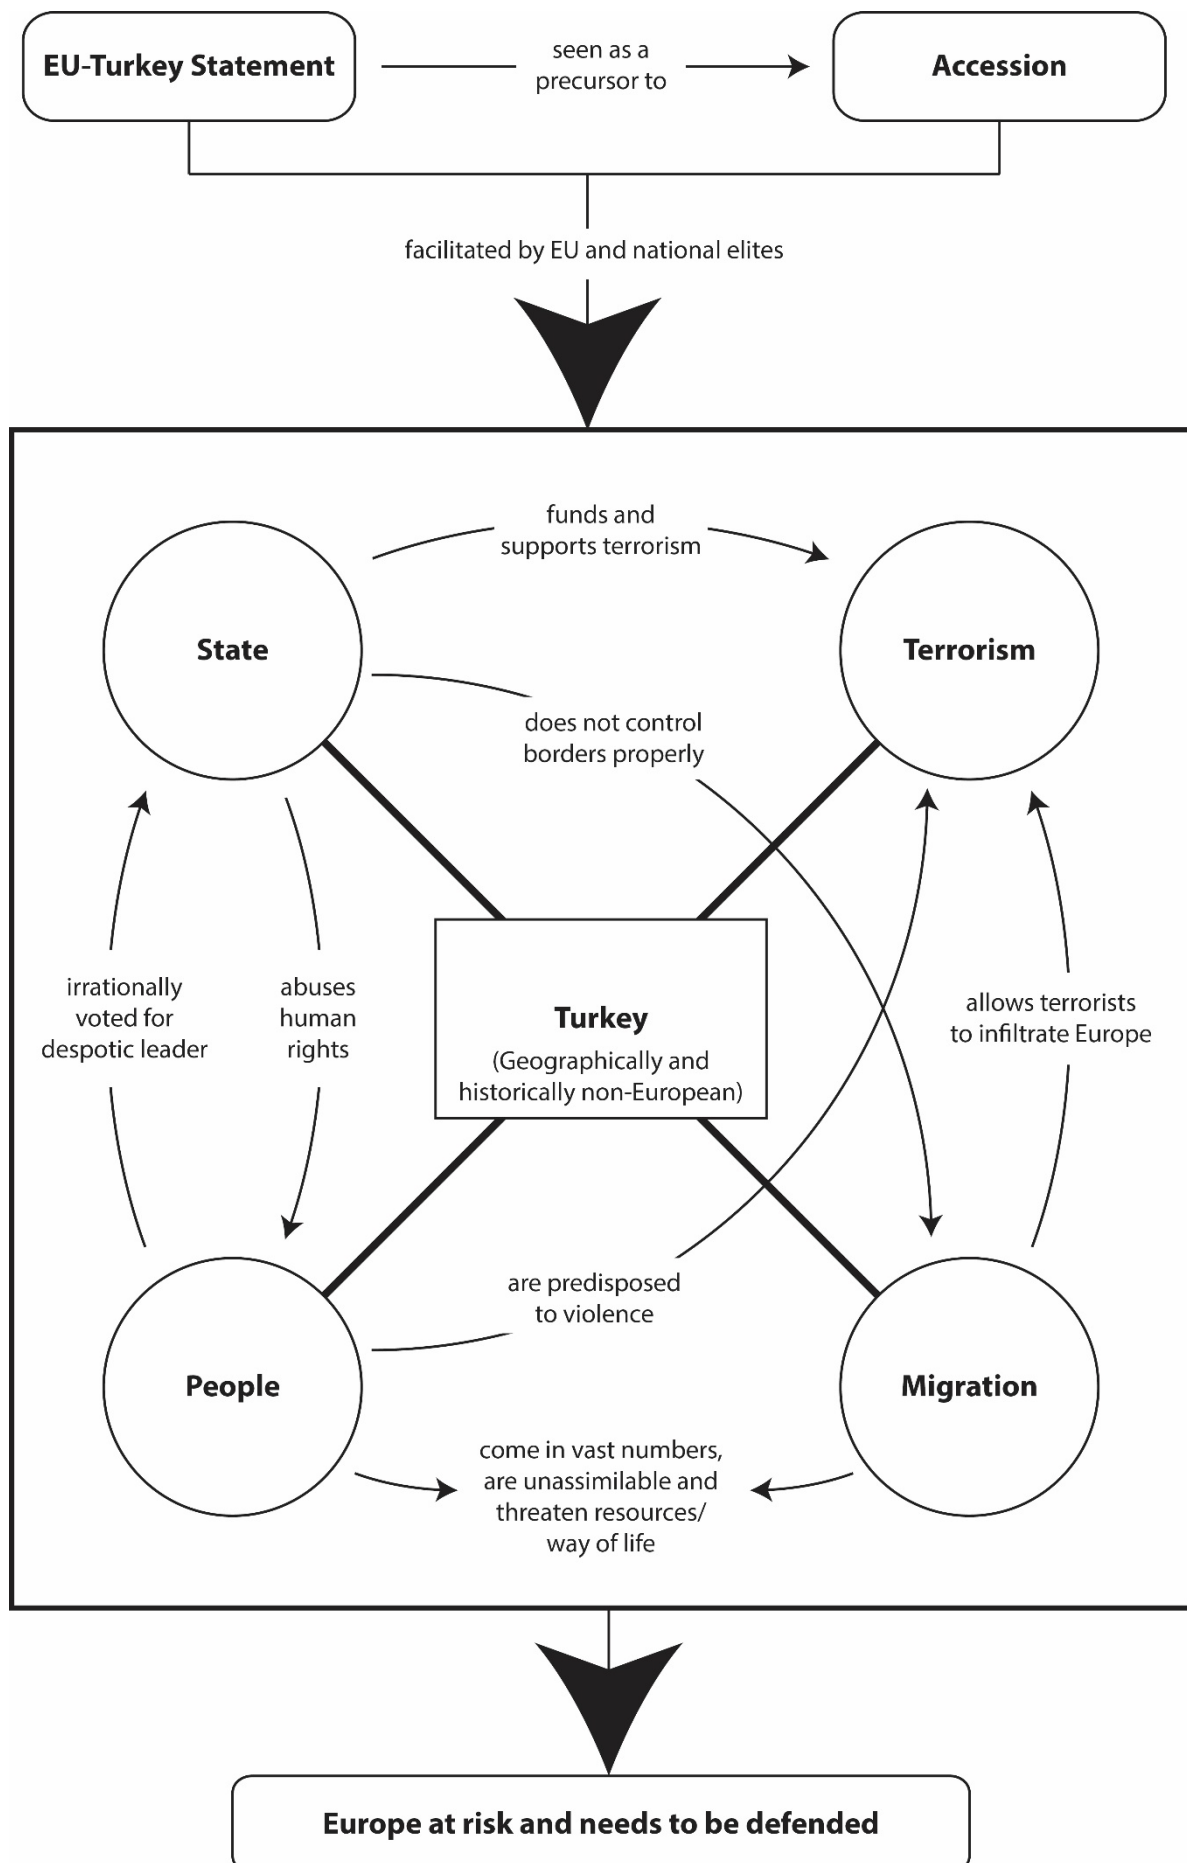 EU-Turkey Statement
seen as a
precursor to
Accession
facilitated by EU and national elites
funds and
supports terrorism
State
Terrorism
does not control
borders properly
irrationally
voted for
despotic leader
abuses
human
rights
Turkey
(Geographically and
historically non-European)
allows terrorists
to infiltrate Europe
are predisposed
to violence
People
Migration
come in vast numbers,
are unassimilable and
threaten resources/
way of life
Europe at risk and needs to be defended